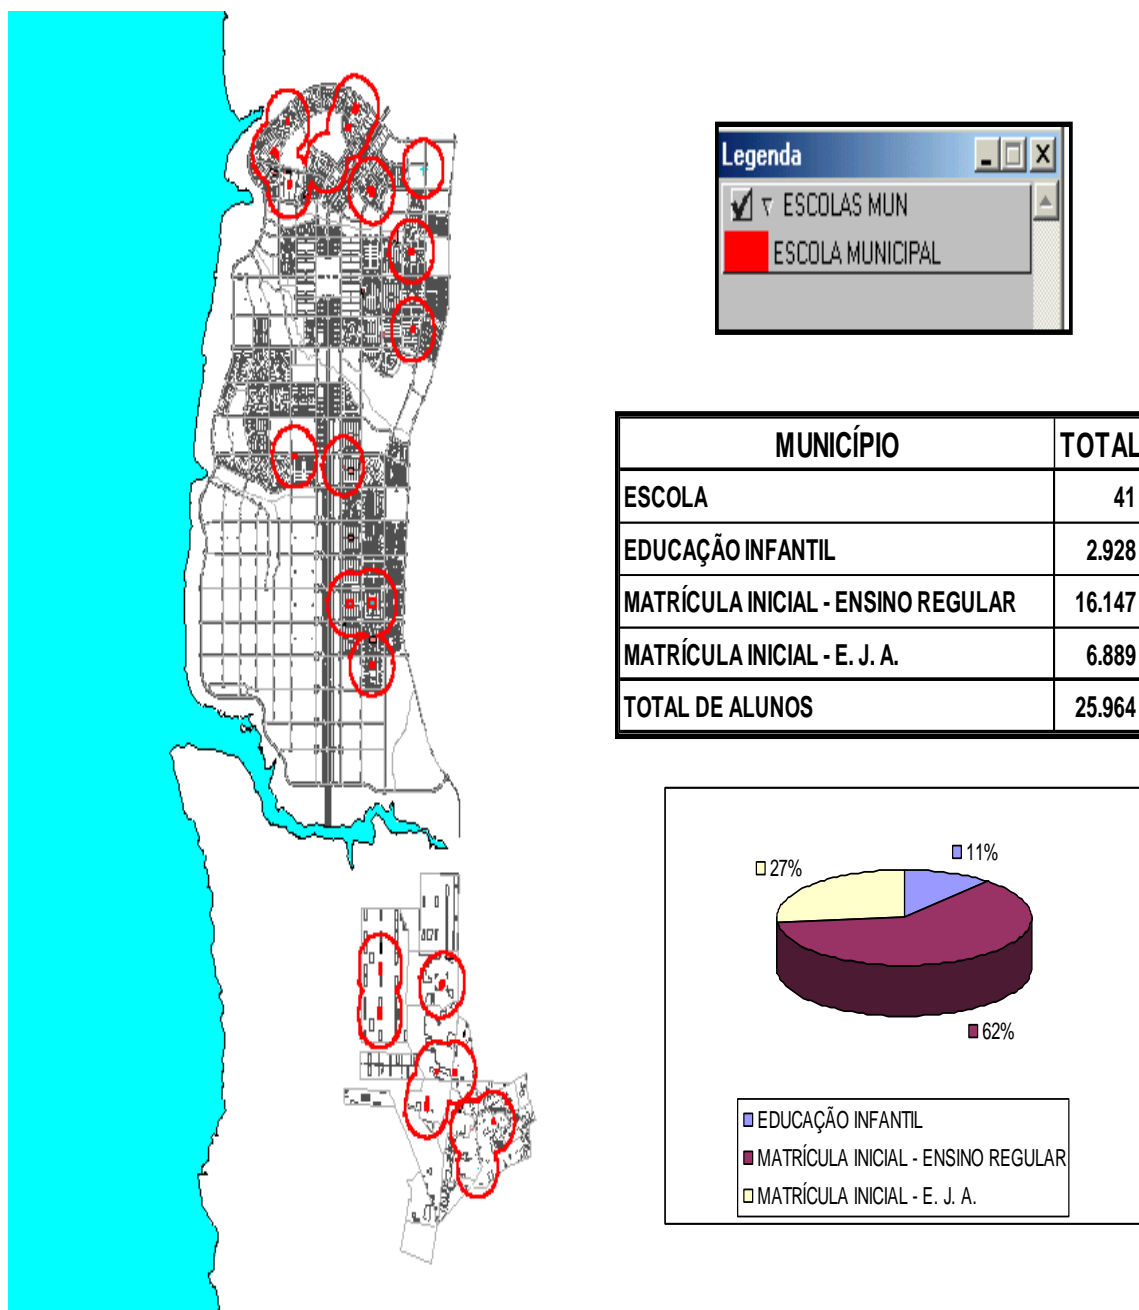 Legenda
ESCOLAS MUN
ESCOLA MUNICIPAL
MUNICÍPIO TOTAL
ESCOLA 41
EDUCAÇÃO INFANTIL 2.928
MATRÍCULA INICIAL - ENSINO REGULAR 16.147
MATRÍCULA INICIAL - E. J. A. 6.889
TOTAL DE ALUNOS 25.964
11%
27%
62%
EDUCAÇÃO INFANTIL
MATRÍCULA INICIAL - ENSINO REGULAR
MATRÍCULA INICIAL - E. J. A.